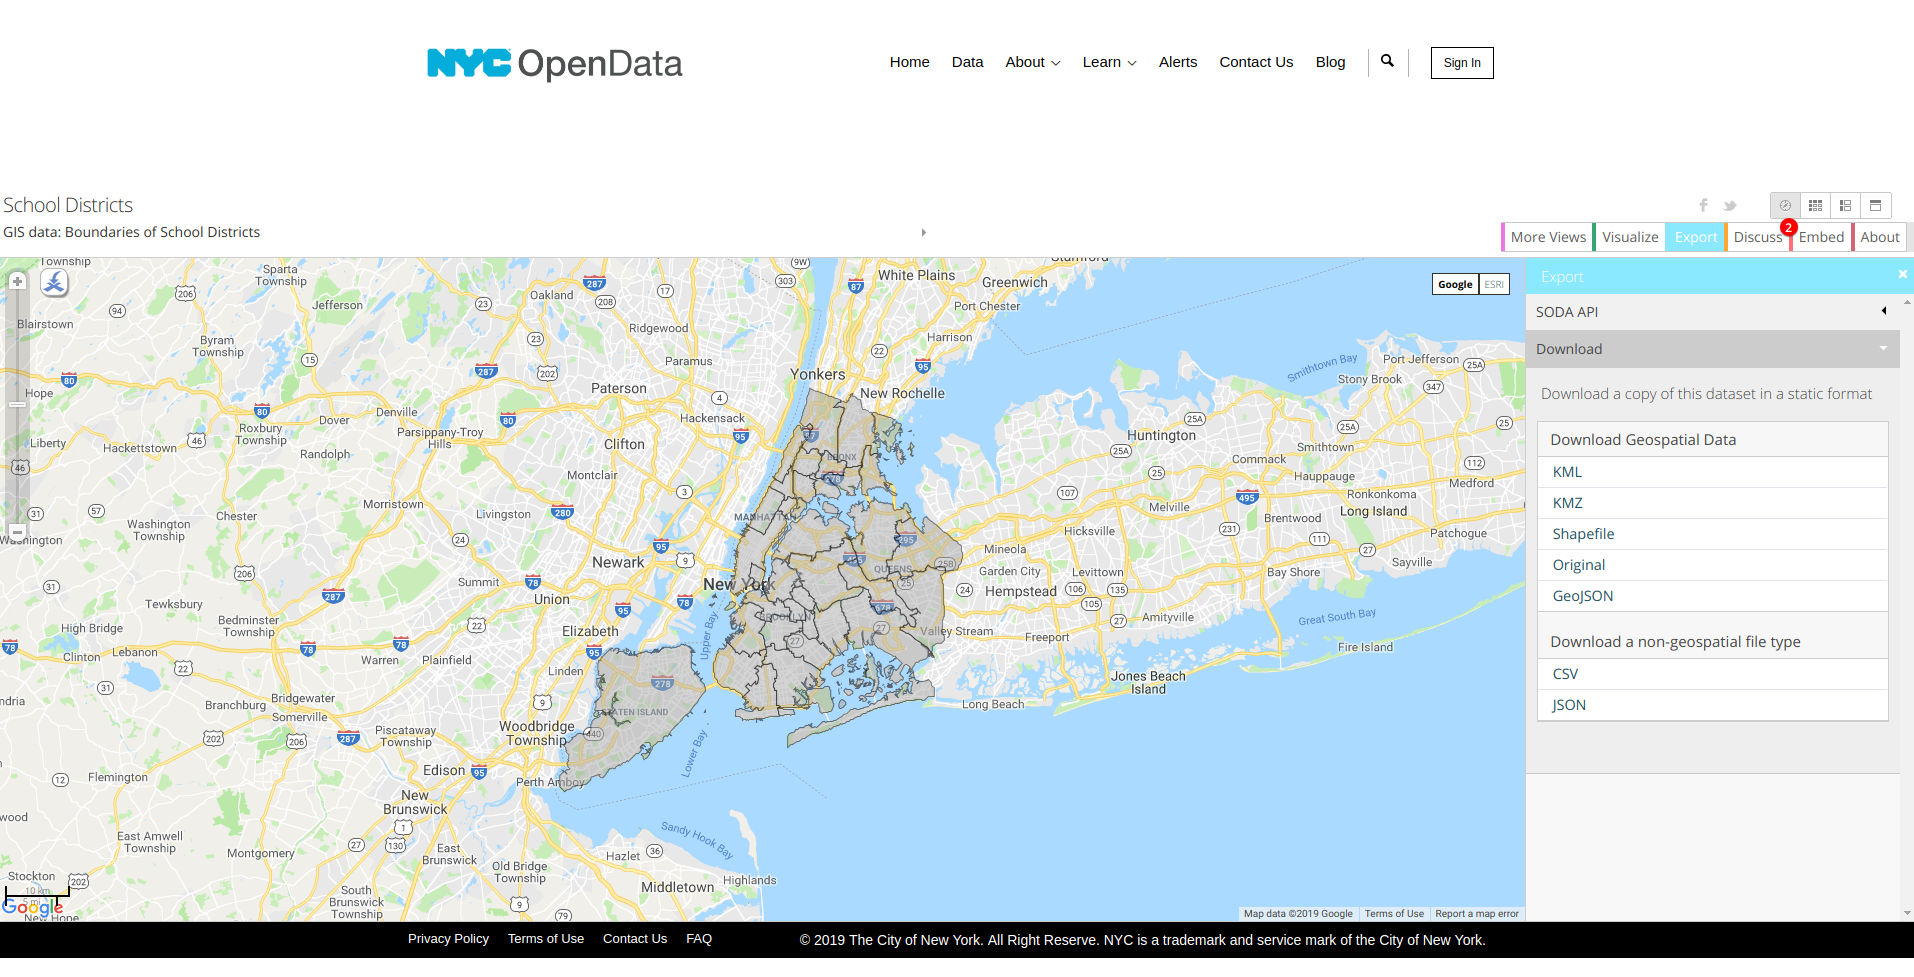 NYC OpenData
Home Data About Learn Alerts Contact Us Blog
Sign In
School Districts
GIS data: Boundaries of School Districts
More Views Visualize Export Discuss 2 Embed About
Google ESRI
Export
SODA API
Download
Download a copy of this dataset in a static format
Download Geospatial Data
KML
KMZ
Shapefile
Original
GeoJSON
Download a non-geospatial file type
CSV
JSON
Township
Sparta Township
Blairstown
Jefferson
Oakland
Ridgewood
White Plains
Greenwich
Stamford
Port Chester
Harrison
Byram Township
Paramus
Hope
Paterson
Yonkers
New Rochelle
Smithtown Bay
Port Jefferson
Stony Brook
Denville
Dover
Roxbury Township
Parsippany-Troy Hills
Hackensack
Liberty
Hackettstown
Randolph
Clifton
BRONX
Huntington
Smithtown
Commack
Hauppauge
Medford
Montclair
Morristown
Livingston
Chester
Washington Township
Washington
MANHATTAN
Melville
Ronkonkoma
Long Island
Brentwood
Hicksville
Patchogue
Newark
Mineola
Garden City
Levittown
Bay Shore
Sayville
QUEENS
Summit
Union
New York
Hempstead
Tewksbury
Bedminster Township
High Bridge
Elizabeth
BROOKLYN
Valley Stream
Freeport
Amityville
Great South Bay
Fire Island
Upper Bay
Clinton
Lebanon
Warren
Plainfield
Linden
Jones Beach Island
Long Beach
Branchburg
Bridgewater
Somerville
STATEN ISLAND
Piscataway Township
Woodbridge Township
Lower Bay
Edison
Perth Amboy
Flemington
New Brunswick
East Amwell Township
Montgomery
East Brunswick
Old Bridge Township
Sandy Hook Bay
Hazlet
Middletown
Highlands
Stockton
South Brunswick Township
New Hope
10 km
5 mi
Google
Map data ©2019 Google Terms of Use Report a map error
Privacy Policy Terms of Use Contact Us FAQ
© 2019 The City of New York. All Right Reserve. NYC is a trademark and service mark of the City of New York.